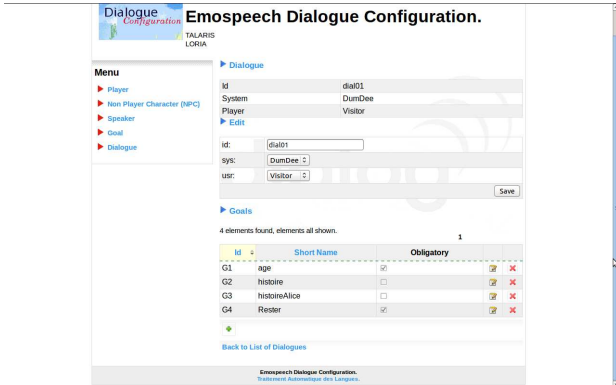 Dialogue
Configuration
Emospeech Dialogue Configuration.
TALARIS
LORIA
Menu
Player
Non Player Character (NPC)
Speaker
Goal
Dialogue
Dialogue
Id dial01
System DumDee
Player Visitor
Edit
id: dial01
sys: DumDee
usr: Visitor
Save
Goals
4 elements found, elements all shown.
1
Id Short Name Obligatory
G1 age
G2 histoire
G3 histoireAlice
G4 Rester
Back to List of Dialogues
Emospeech Dialogue Configuration.
Traitement Automatique des Langues.